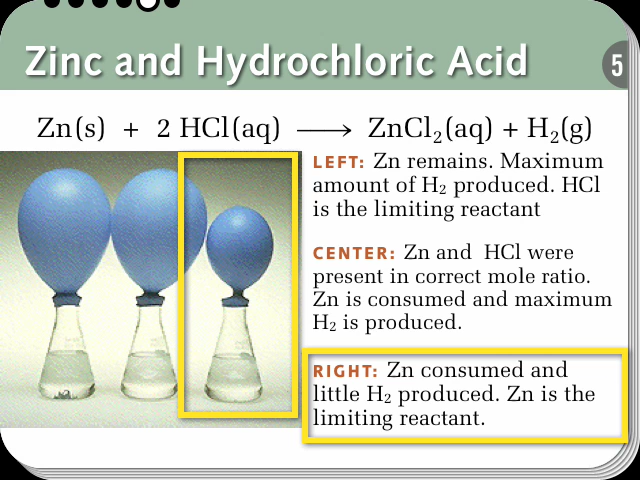 Zinc and Hydrochloric Acid
5
Zn(s) + 2 HCl(aq) ⟶ ZnCl₂(aq) + H₂(g)
LEFT: Zn remains. Maximum
amount of H₂ produced. HCl
is the limiting reactant
CENTER: Zn and HCl were
present in correct mole ratio.
Zn is consumed and maximum
H₂ is produced.
RIGHT: Zn consumed and
little H₂ produced. Zn is the
limiting reactant.